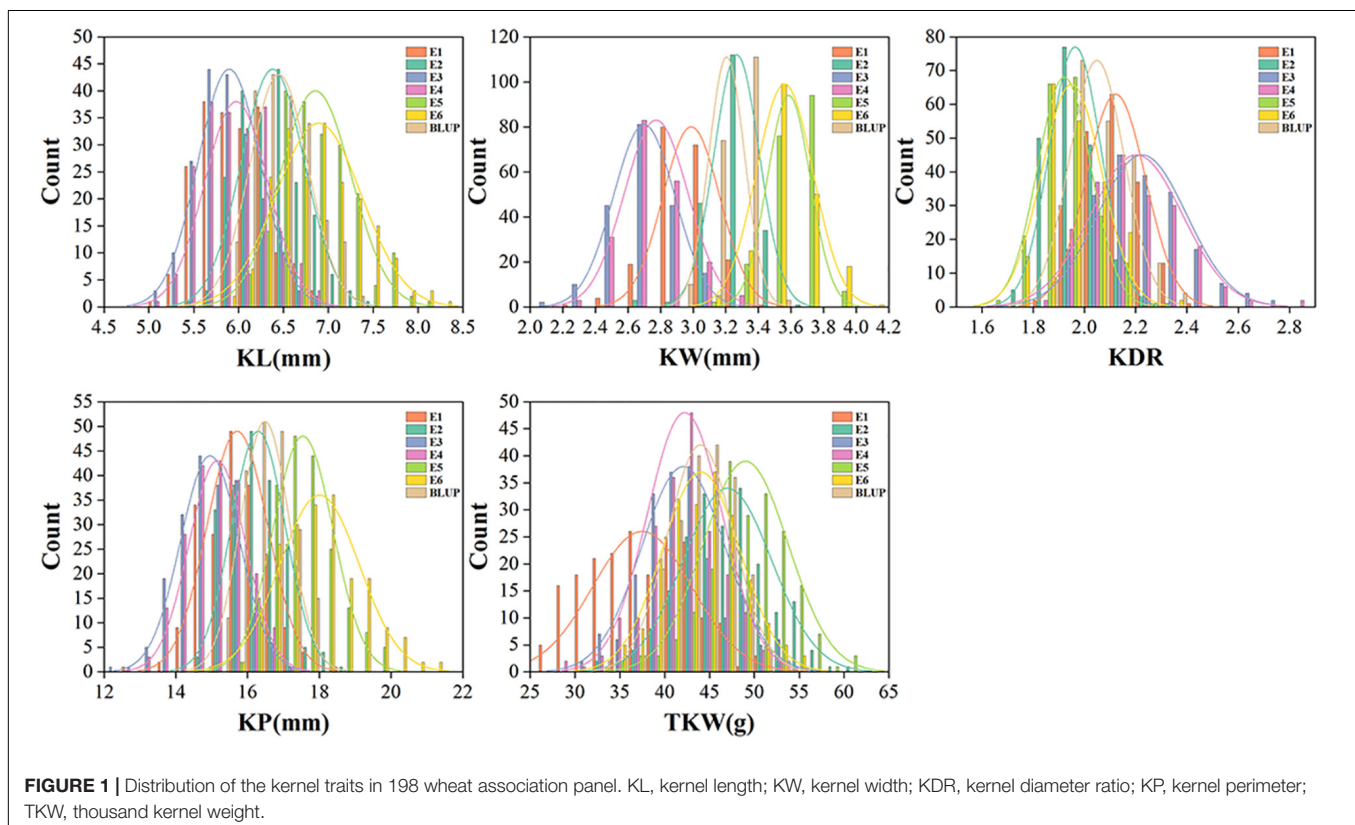 50
45
40
35
30
25
20
15
10
5
0
Count
4.5 5.0 5.5 6.0 6.5 7.0 7.5 8.0 8.5
KL(mm)
E1
E2
E3
E4
E5
E6
BLUP
120
100
80
60
40
20
0
Count
2.0 2.2 2.4 2.6 2.8 3.0 3.2 3.4 3.6 3.8 4.0 4.2
KW(mm)
E1
E2
E3
E4
E5
E6
BLUP
80
70
60
50
40
30
20
10
0
Count
1.6 1.8 2.0 2.2 2.4 2.6 2.8
KDR
E1
E2
E3
E4
E5
E6
BLUP
55
50
45
40
35
30
25
20
15
10
5
0
Count
12 14 16 18 20 22
KP(mm)
E1
E2
E3
E4
E5
E6
BLUP
50
45
40
35
30
25
20
15
10
5
0
Count
25 30 35 40 45 50 55 60 65
TKW(g)
E1
E2
E3
E4
E5
E6
BLUP
FIGURE 1 | Distribution of the kernel traits in 198 wheat association panel. KL, kernel length; KW, kernel width; KDR, kernel diameter ratio; KP, kernel perimeter;
TKW, thousand kernel weight.